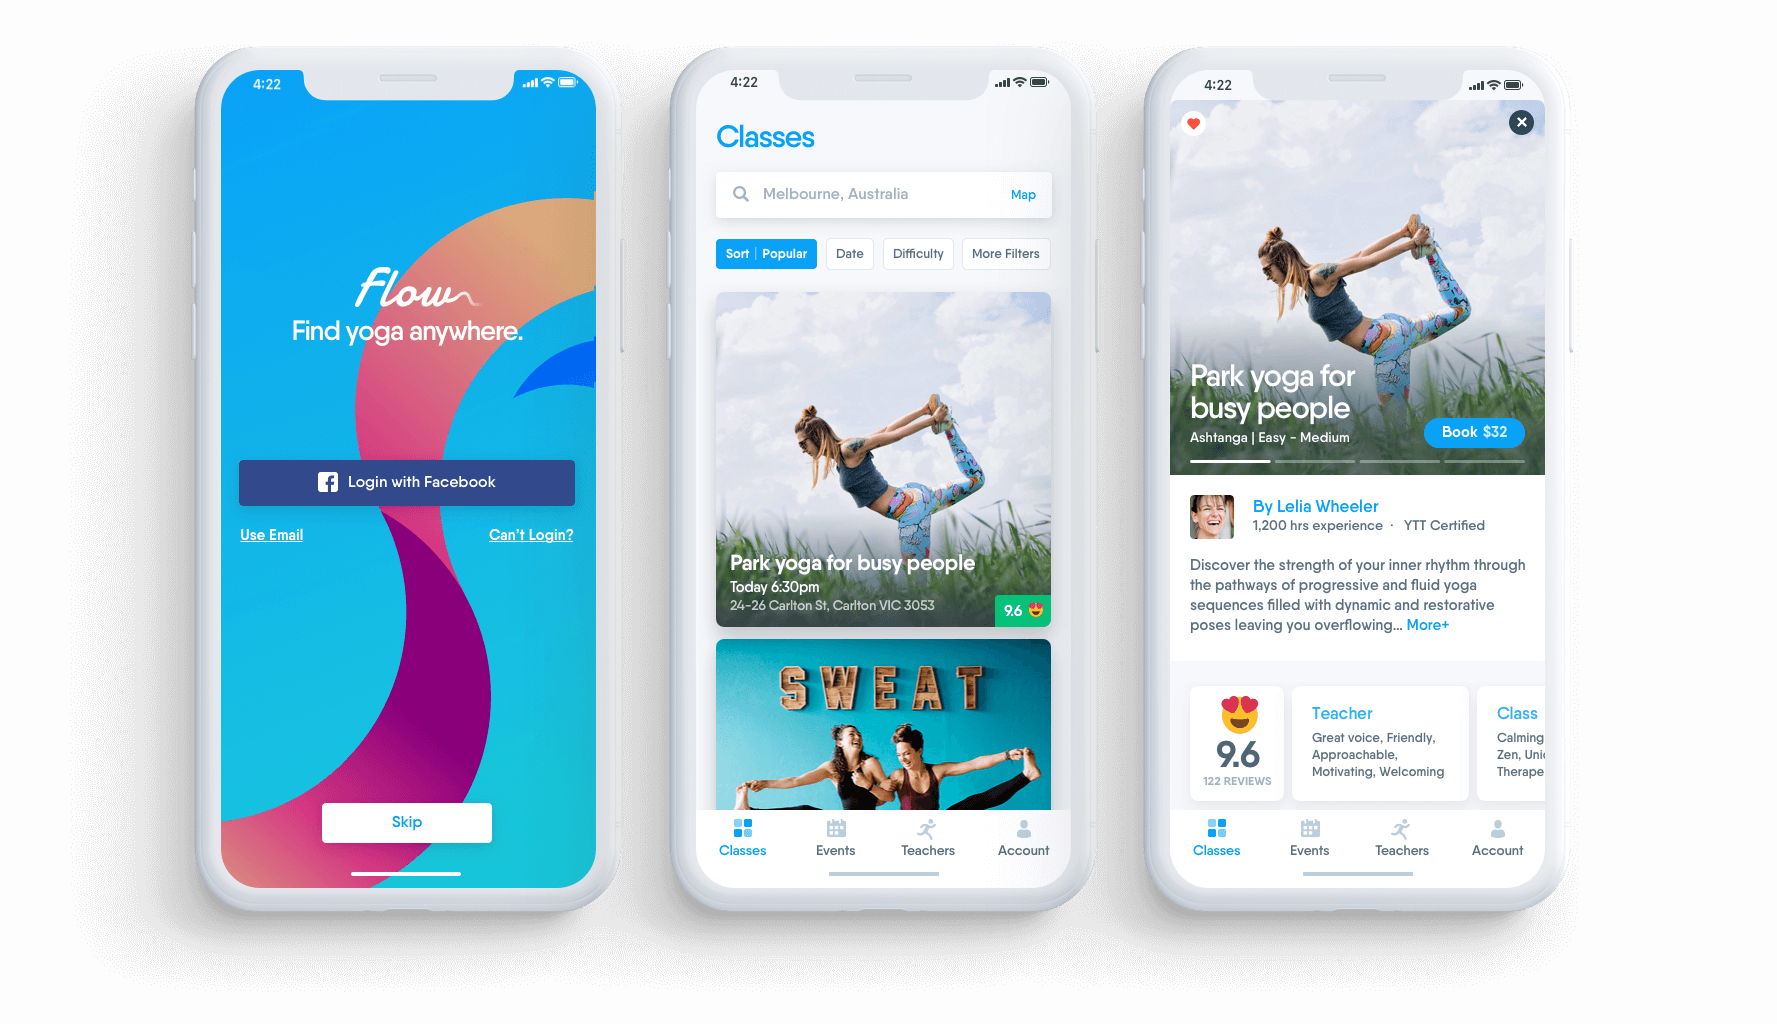 4:22
flow
Find yoga anywhere.
Login with Facebook
Use Email
Can't Login?
Skip
4:22
Classes
Melbourne, Australia
Map
Sort | Popular
Date
Difficulty
More Filters
Park yoga for busy people
Today 6:30pm
24-26 Carlton St, Carlton VIC 3053
9.6 😍
SWEAT
Classes
Events
Teachers
Account
4:22
Park yoga for
busy people
Ashtanga | Easy - Medium
Book $32
By Lelia Wheeler
1,200 hrs experience · YTT Certified
Discover the strength of your inner rhythm through
the pathways of progressive and fluid yoga
sequences filled with dynamic and restorative
poses leaving you overflowing... More+
😍
9.6
122 REVIEWS
Teacher
Great voice, Friendly,
Approachable,
Motivating, Welcoming
Class
Calming
Zen,
Classes
Events
Teachers
Account